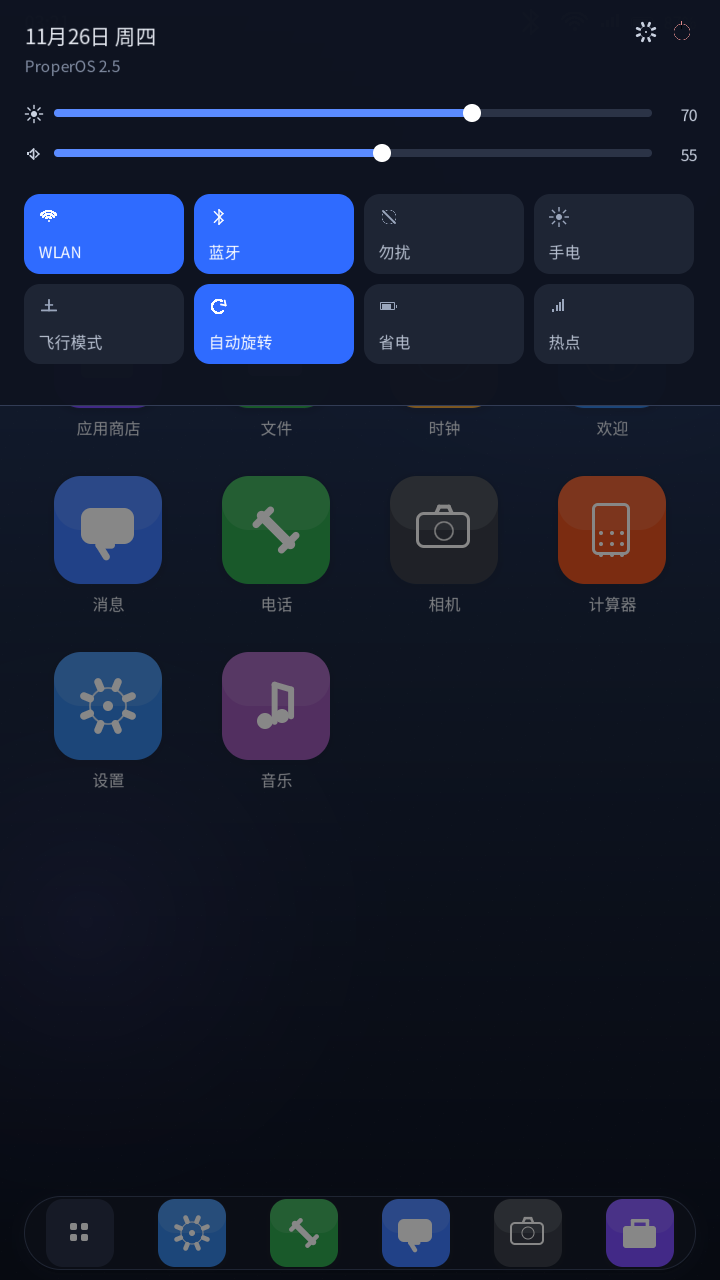 11月26日 周四
ProperOS 2.5
70
55
WLAN 蓝牙 勿扰 手电
飞行模式 自动旋转 省电 热点
应用商店 文件 时钟 欢迎
消息 电话 相机 计算器
设置 音乐